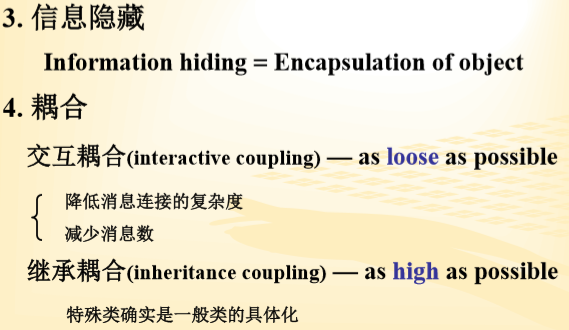 3. 信息隐藏
Information hiding = Encapsulation of object
4. 耦合
交互耦合(interactive coupling) — as loose as possible
降低消息连接的复杂度
减少消息数
继承耦合(inheritance coupling) — as high as possible
特殊类确实是一般类的具体化